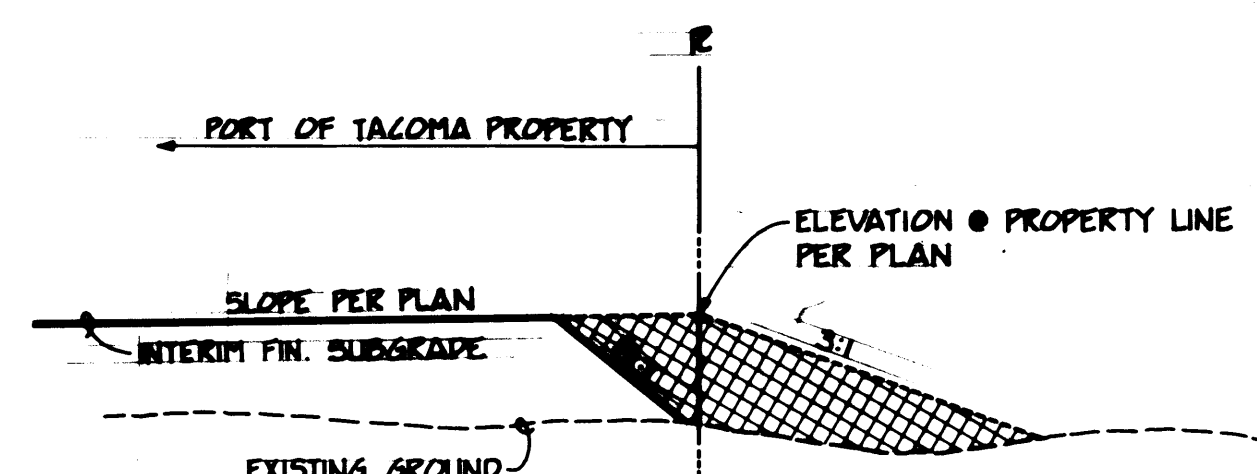 PORT OF TACOMA PROPERTY
ELEVATION @ PROPERTY LINE
PER PLAN
SLOPE PER PLAN
3:1
INTERIM FIN. SUBGRADE
EXISTING GROUND